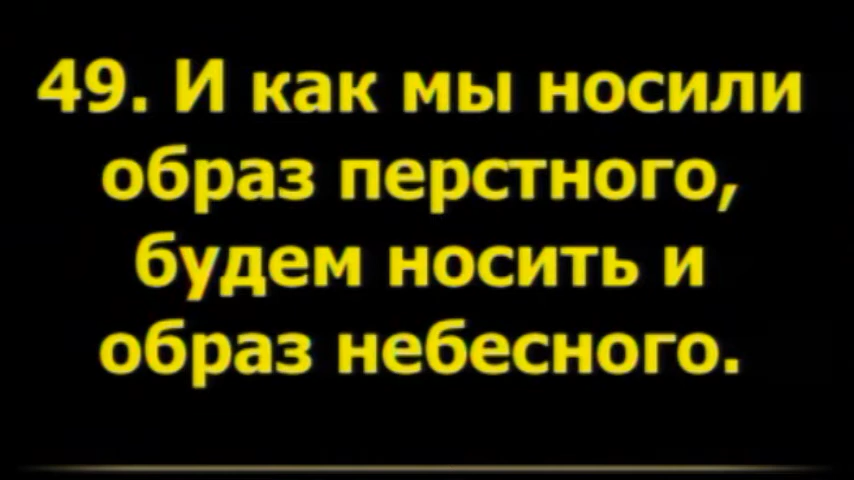 49. И как мы носили
образ перстного,
будем носить и
образ небесного.